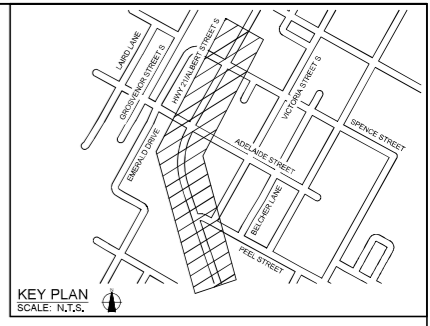 LAIRD LANE
GROSVENOR STREET S
HWY 21/ALBERT STREET S
VICTORIA STREET S
SPENCE STREET
EMERALD DRIVE
ADELAIDE STREET
BELCHER LANE
PEEL STREET
KEY PLAN
SCALE: N.T.S.